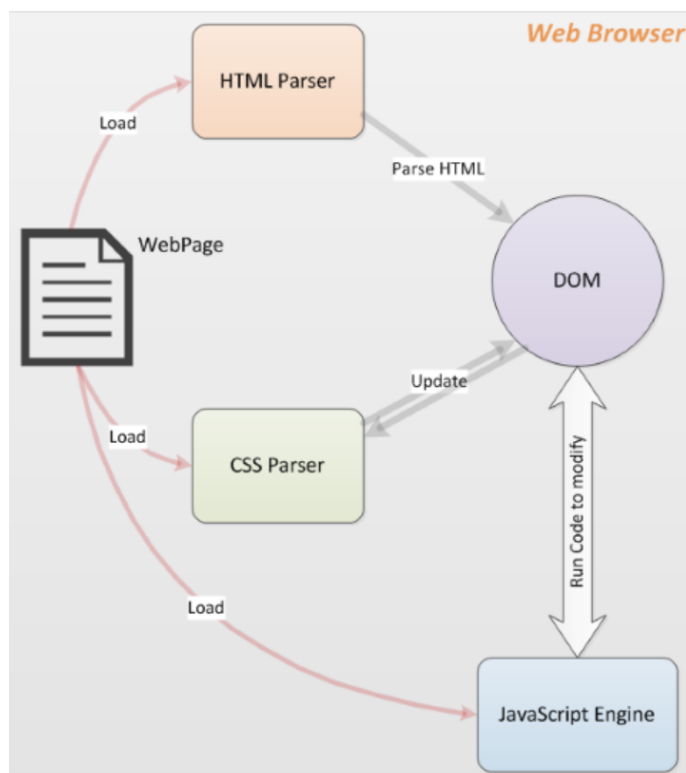 Web Browser
HTML Parser
Load
Parse HTML
WebPage
DOM
Update
Load
CSS Parser
Run Code to modify
Load
JavaScript Engine